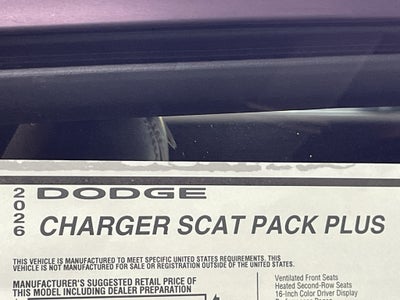 2026
DODGE
CHARGER SCAT PACK PLUS
THIS VEHICLE IS MANUFACTURED TO MEET SPECIFIC UNITED STATES REQUIREMENTS. THIS
VEHICLE IS NOT MANUFACTURED FOR SALE OR REGISTRATION OUTSIDE OF THE UNITED STATES.
MANUFACTURER'S SUGGESTED RETAIL PRICE OF
THIS MODEL INCLUDING DEALER PREPARATION
Ventilated Front Seats
Heated Second-Row Seats
16-Inch Color Driver Display